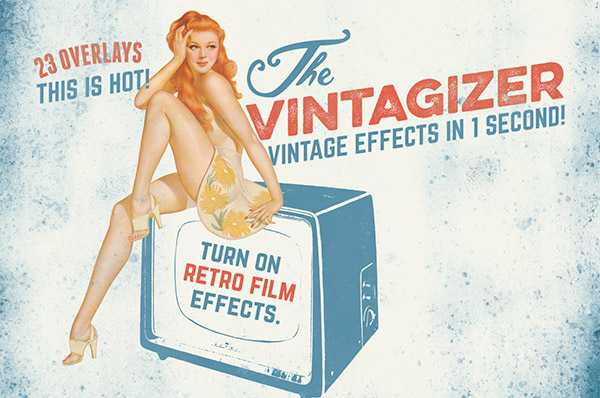 23 OVERLAYS
THIS IS HOT!
The
VINTAGIZER
VINTAGE EFFECTS IN 1 SECOND!
TURN ON
RETRO FILM
EFFECTS.